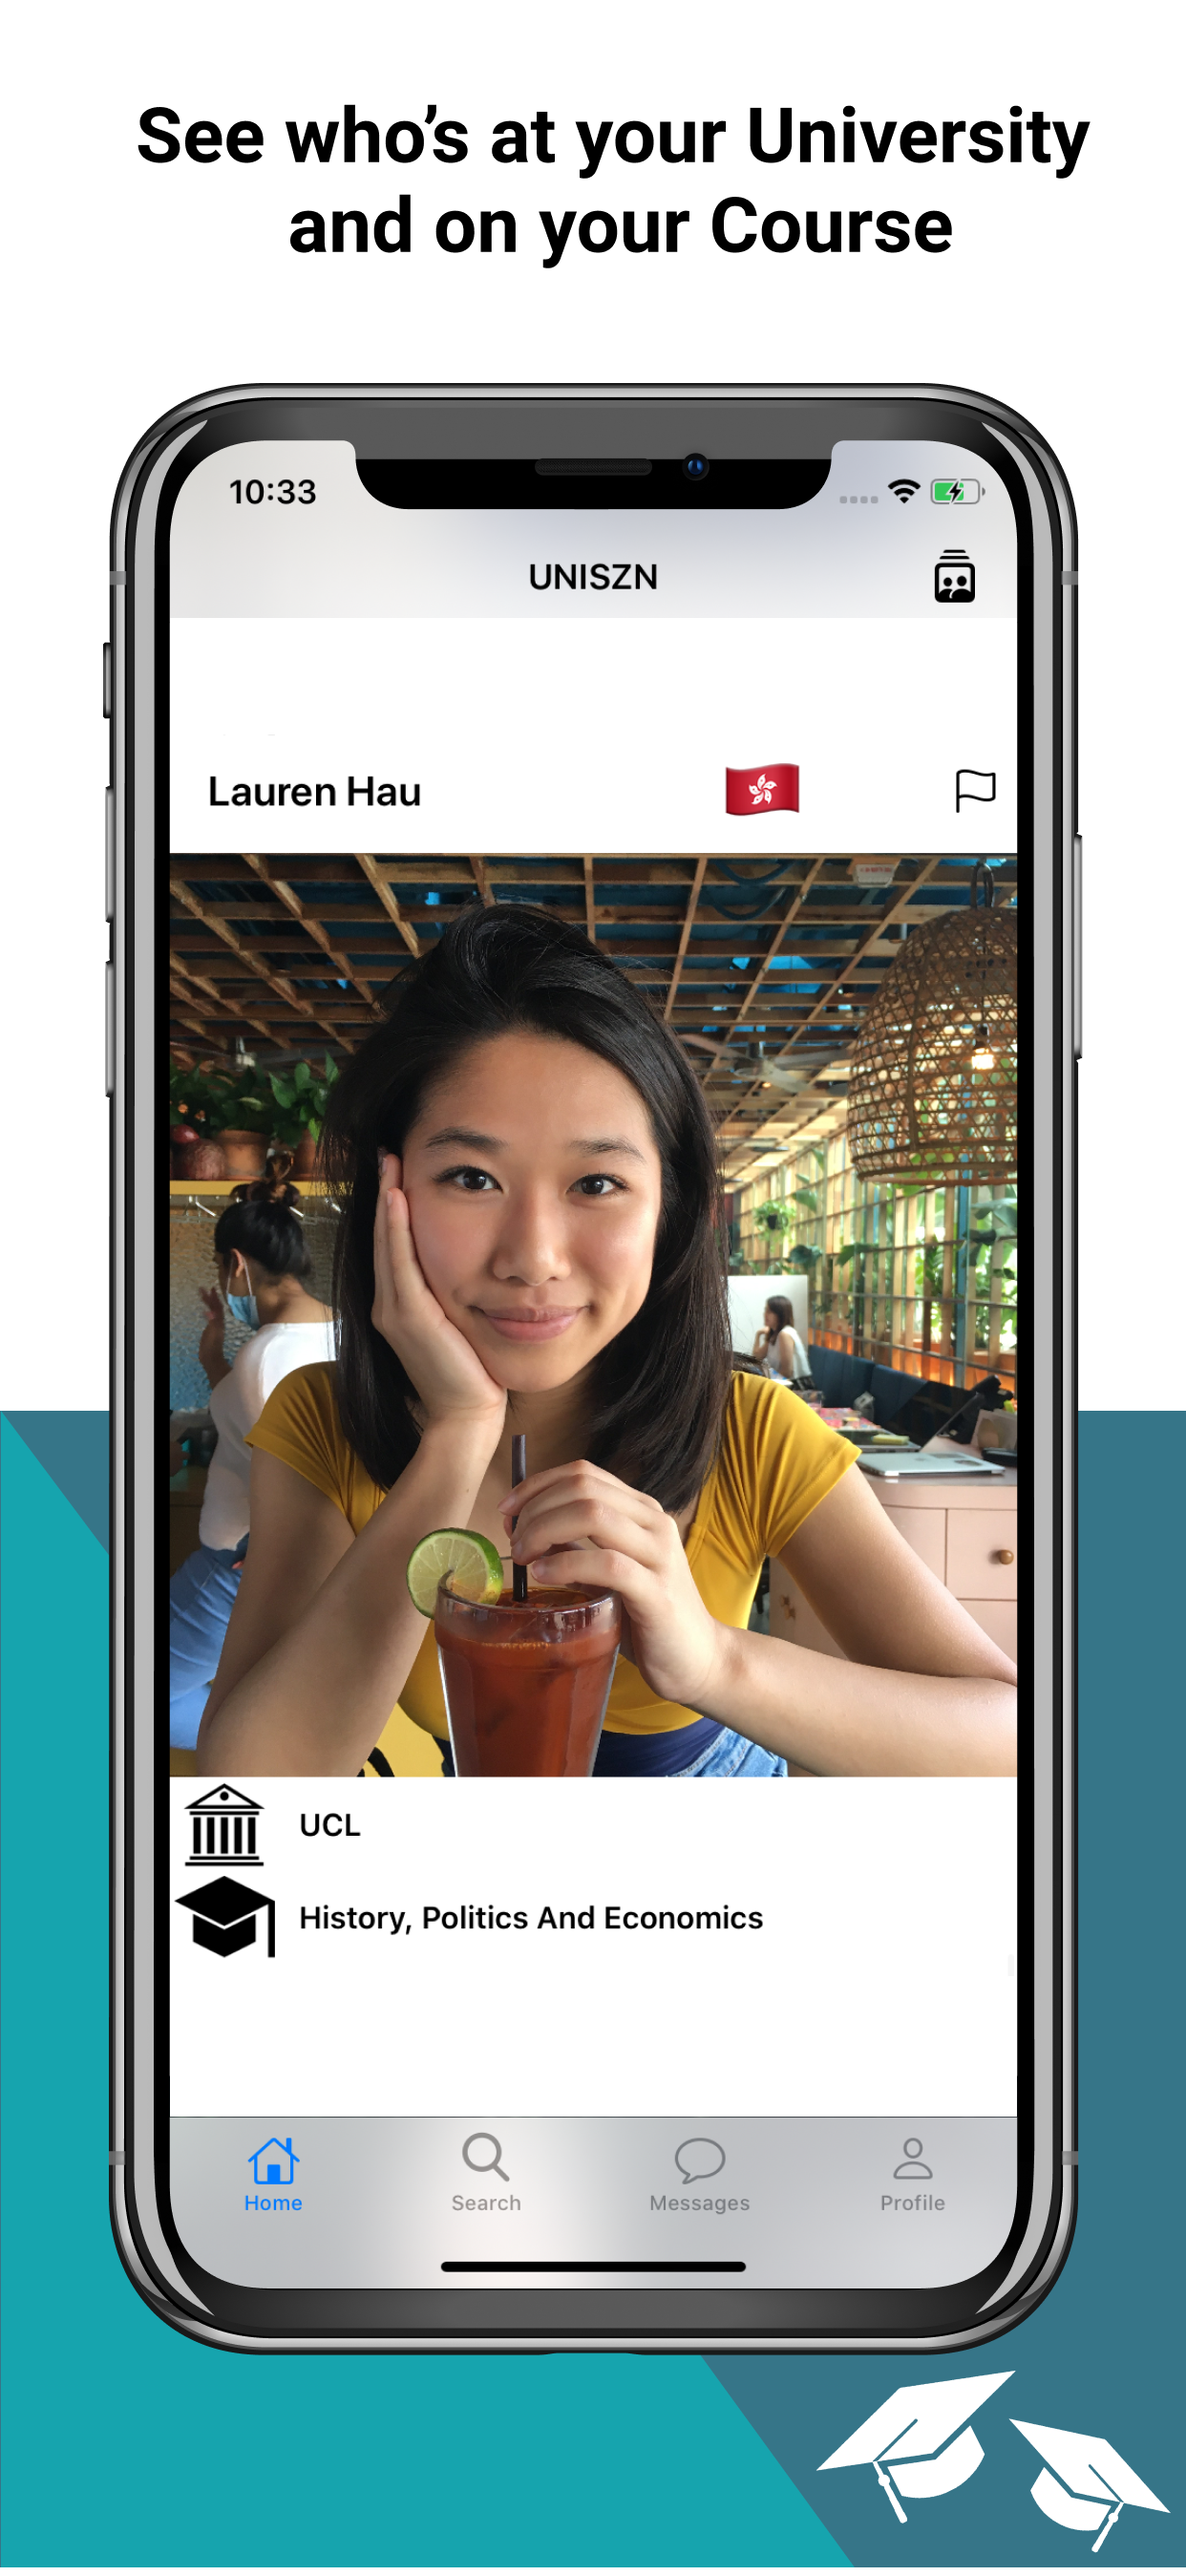 See who’s at your University
and on your Course
10:33
UNISZN
Lauren Hau
UCL
History, Politics And Economics
Home
Search
Messages
Profile